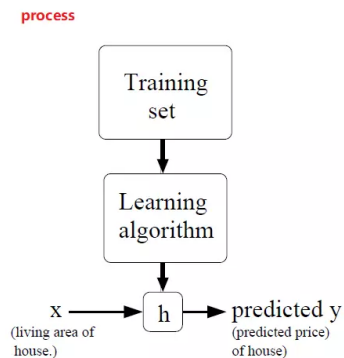 process
Training
set
Learning
algorithm
x
h
predicted y
(living area of
house.)
(predicted price)
of house)